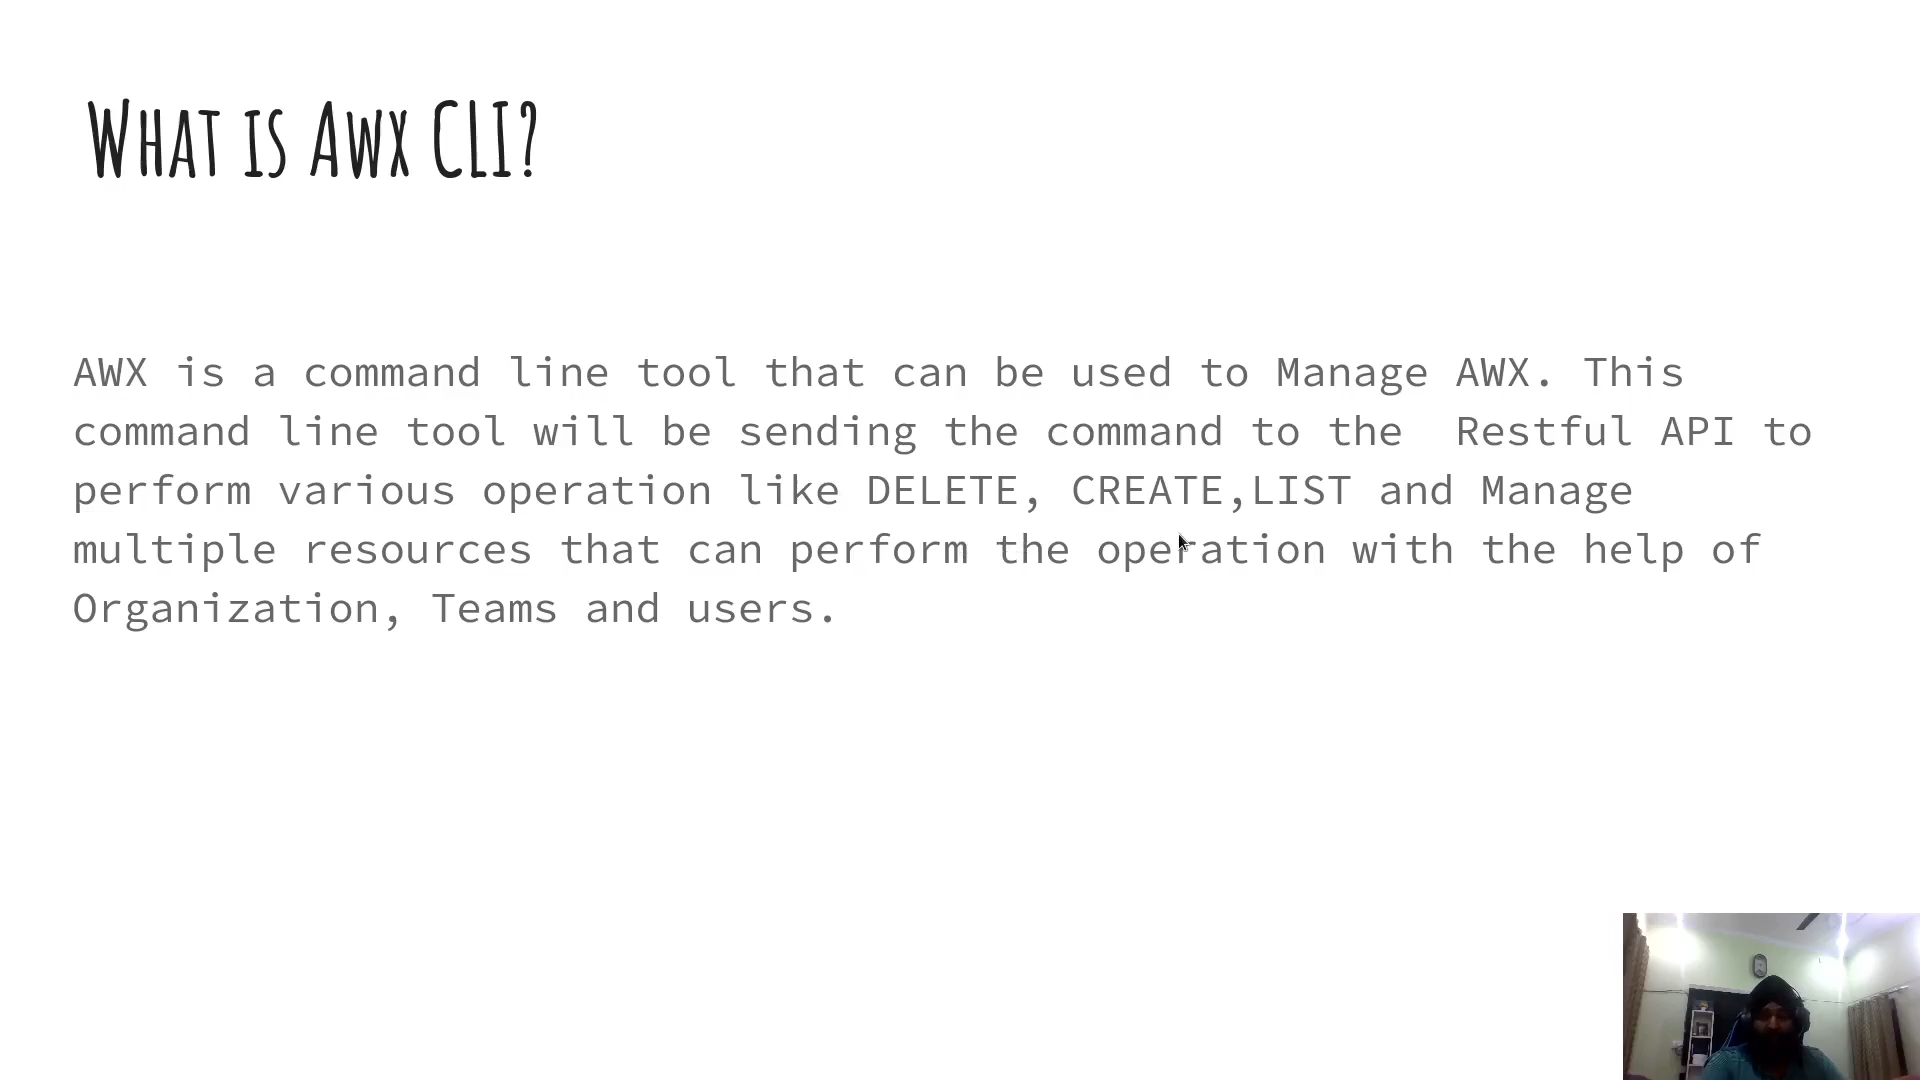 What is Awx CLI?
AWX is a command line tool that can be used to Manage AWX. This
command line tool will be sending the command to the  Restful API to
perform various operation like DELETE, CREATE,LIST and Manage
multiple resources that can perform the operation with the help of
Organization, Teams and users.